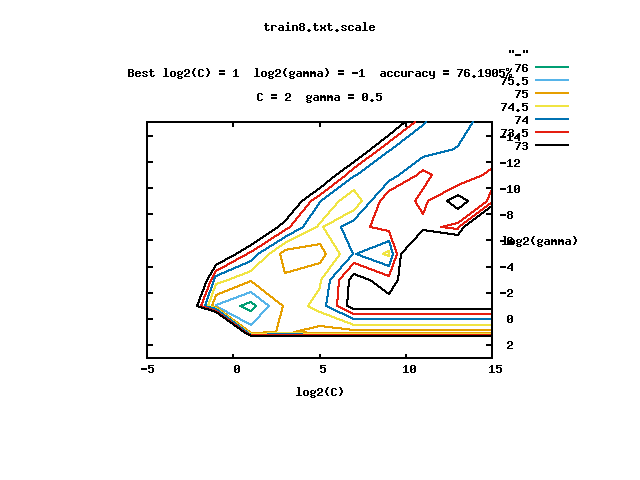 train8.txt.scale
"-"
Best log2(C) = 1  log2(gamma) = -1  accuracy = 76.1905%
76
75.5
75
C = 2  gamma = 0.5
74.5
74
73.5
73
-14
-12
-10
-8
-6
log2(gamma)
-4
-2
0
2
-5 0 5 10 15
log2(C)